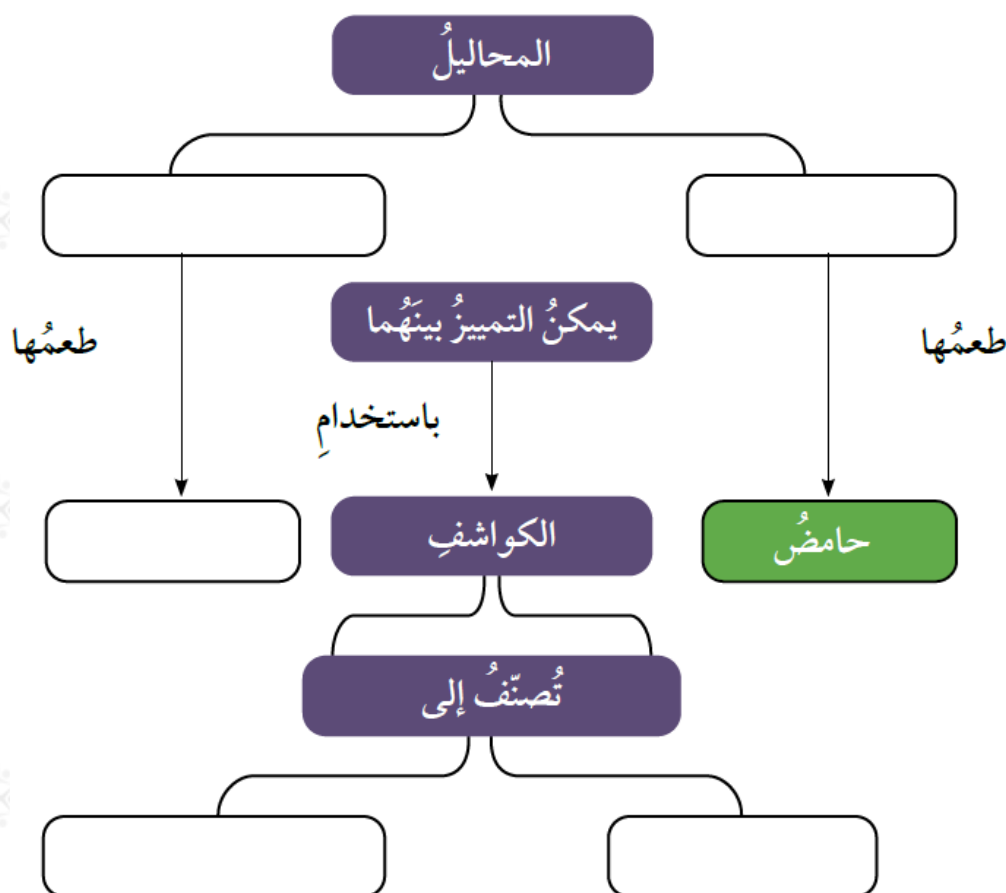 المحاليلُ
يمكنُ التمييزُ بينَهُما
طعمُها
طعمُها
باستخدامِ
حامضُ
الكواشفِ
تُصنّفُ إلى